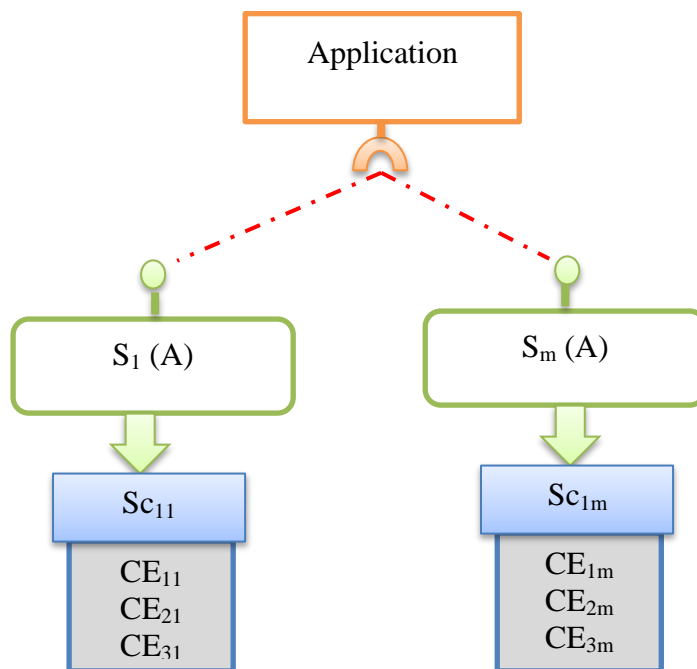 Application
S₁ (A)
Sₘ (A)
Sc₁₁
Sc₁ₘ
CE₁₁
CE₂₁
CE₃₁
CE₁ₘ
CE₂ₘ
CE₃ₘ